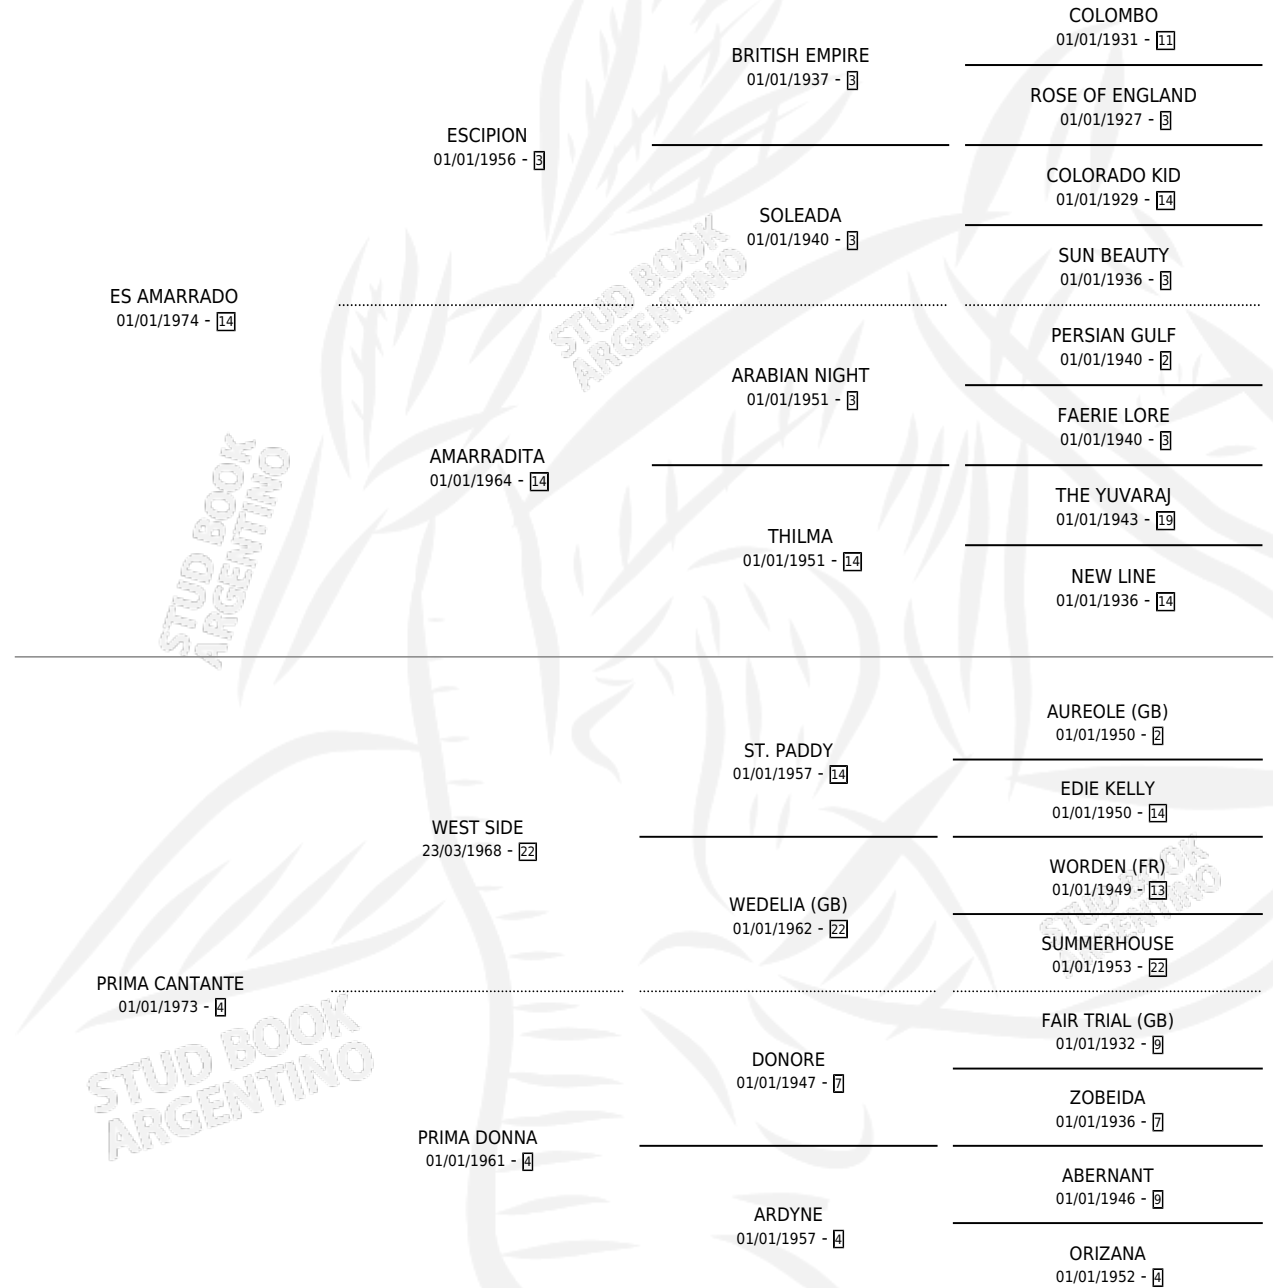 COLOMBO
01/01/1931 - 11
BRITISH EMPIRE
01/01/1937 - 3
ROSE OF ENGLAND
01/01/1927 - 3
ESCIPION
01/01/1956 - 3
COLORADO KID
01/01/1929 - 14
SOLEADA
01/01/1940 - 3
SUN BEAUTY
01/01/1936 - 3
ES AMARRADO
01/01/1974 - 14
PERSIAN GULF
01/01/1940 - 2
ARABIAN NIGHT
01/01/1951 - 3
FAERIE LORE
01/01/1940 - 3
AMARRADITA
01/01/1964 - 14
THE YUVARAJ
01/01/1943 - 19
THILMA
01/01/1951 - 14
NEW LINE
01/01/1936 - 14
STUD BOOK
ARGENTINO
STUD BOOK
ARGENTINO
AUREOLE (GB)
01/01/1950 - 2
ST. PADDY
01/01/1957 - 14
EDIE KELLY
01/01/1950 - 14
WEST SIDE
23/03/1968 - 22
WORDEN (FR)
01/01/1949 - 13
WEDELIA (GB)
01/01/1962 - 22
SUMMERHOUSE
01/01/1953 - 22
STUD BOOK
ARGENTINO
PRIMA CANTANTE
01/01/1973 - 4
FAIR TRIAL (GB)
01/01/1932 - 9
DONORE
01/01/1947 - 7
ZOBEIDA
01/01/1936 - 7
STUD BOOK
ARGENTINO
PRIMA DONNA
01/01/1961 - 4
ABERNANT
01/01/1946 - 9
ARDYNE
01/01/1957 - 4
ORIZANA
01/01/1952 - 4